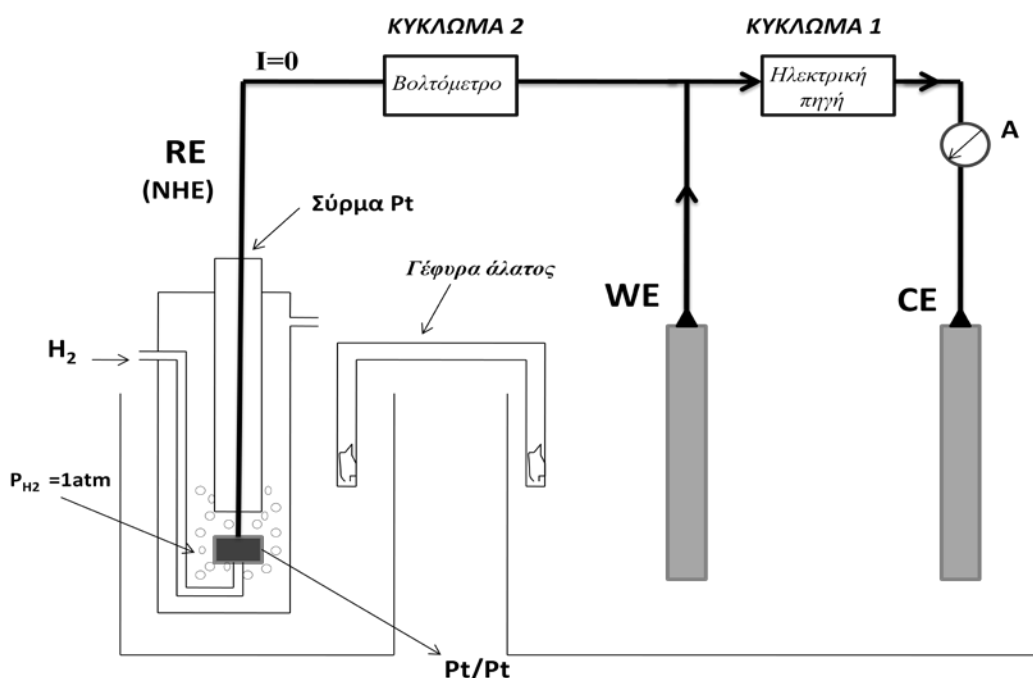 ΚΥΚΛΩΜΑ 2
ΚΥΚΛΩΜΑ 1
I=0
Βολτόμετρο
Ηλεκτρική
πηγή
A
RE
(NHE)
Σύρμα Pt
Γέφυρα άλατος
WE
CE
H2
PH2 =1atm
Pt/Pt